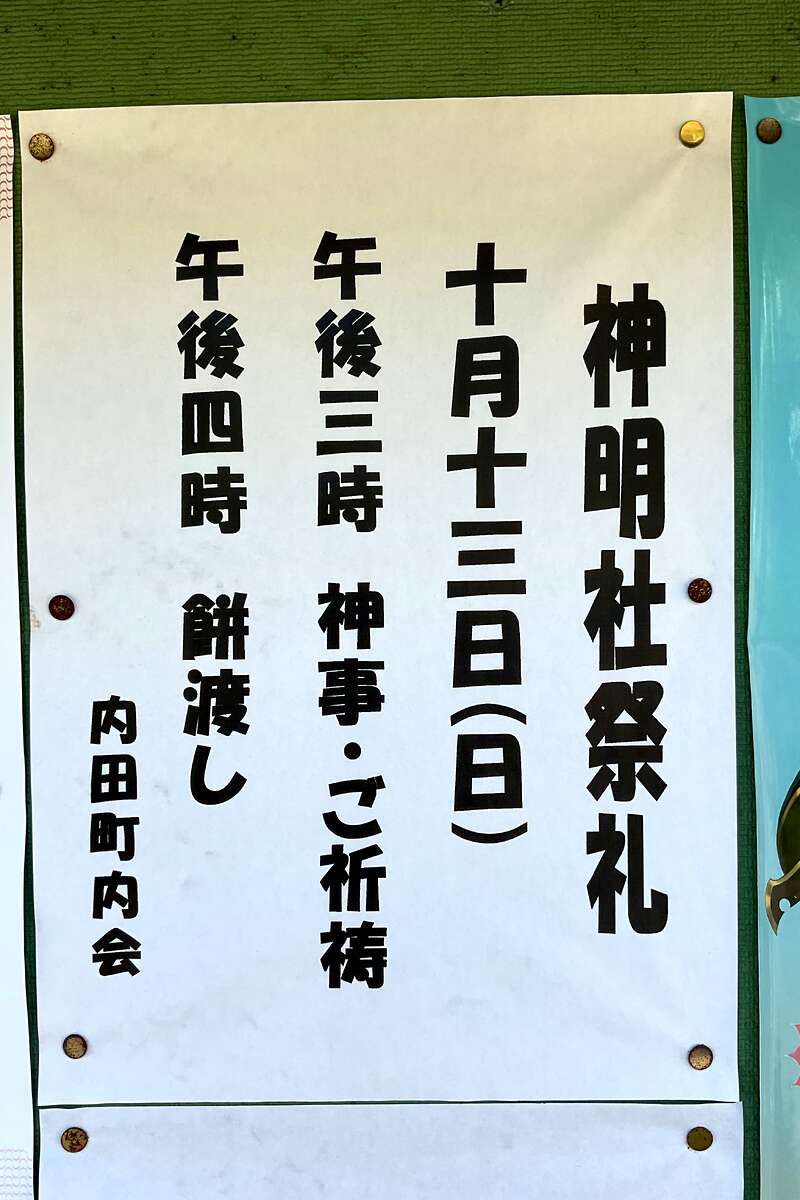 神明社祭礼
十月十三日(日)
午後三時　神事・ご祈祷
午後四時　餅渡し
内田町内会